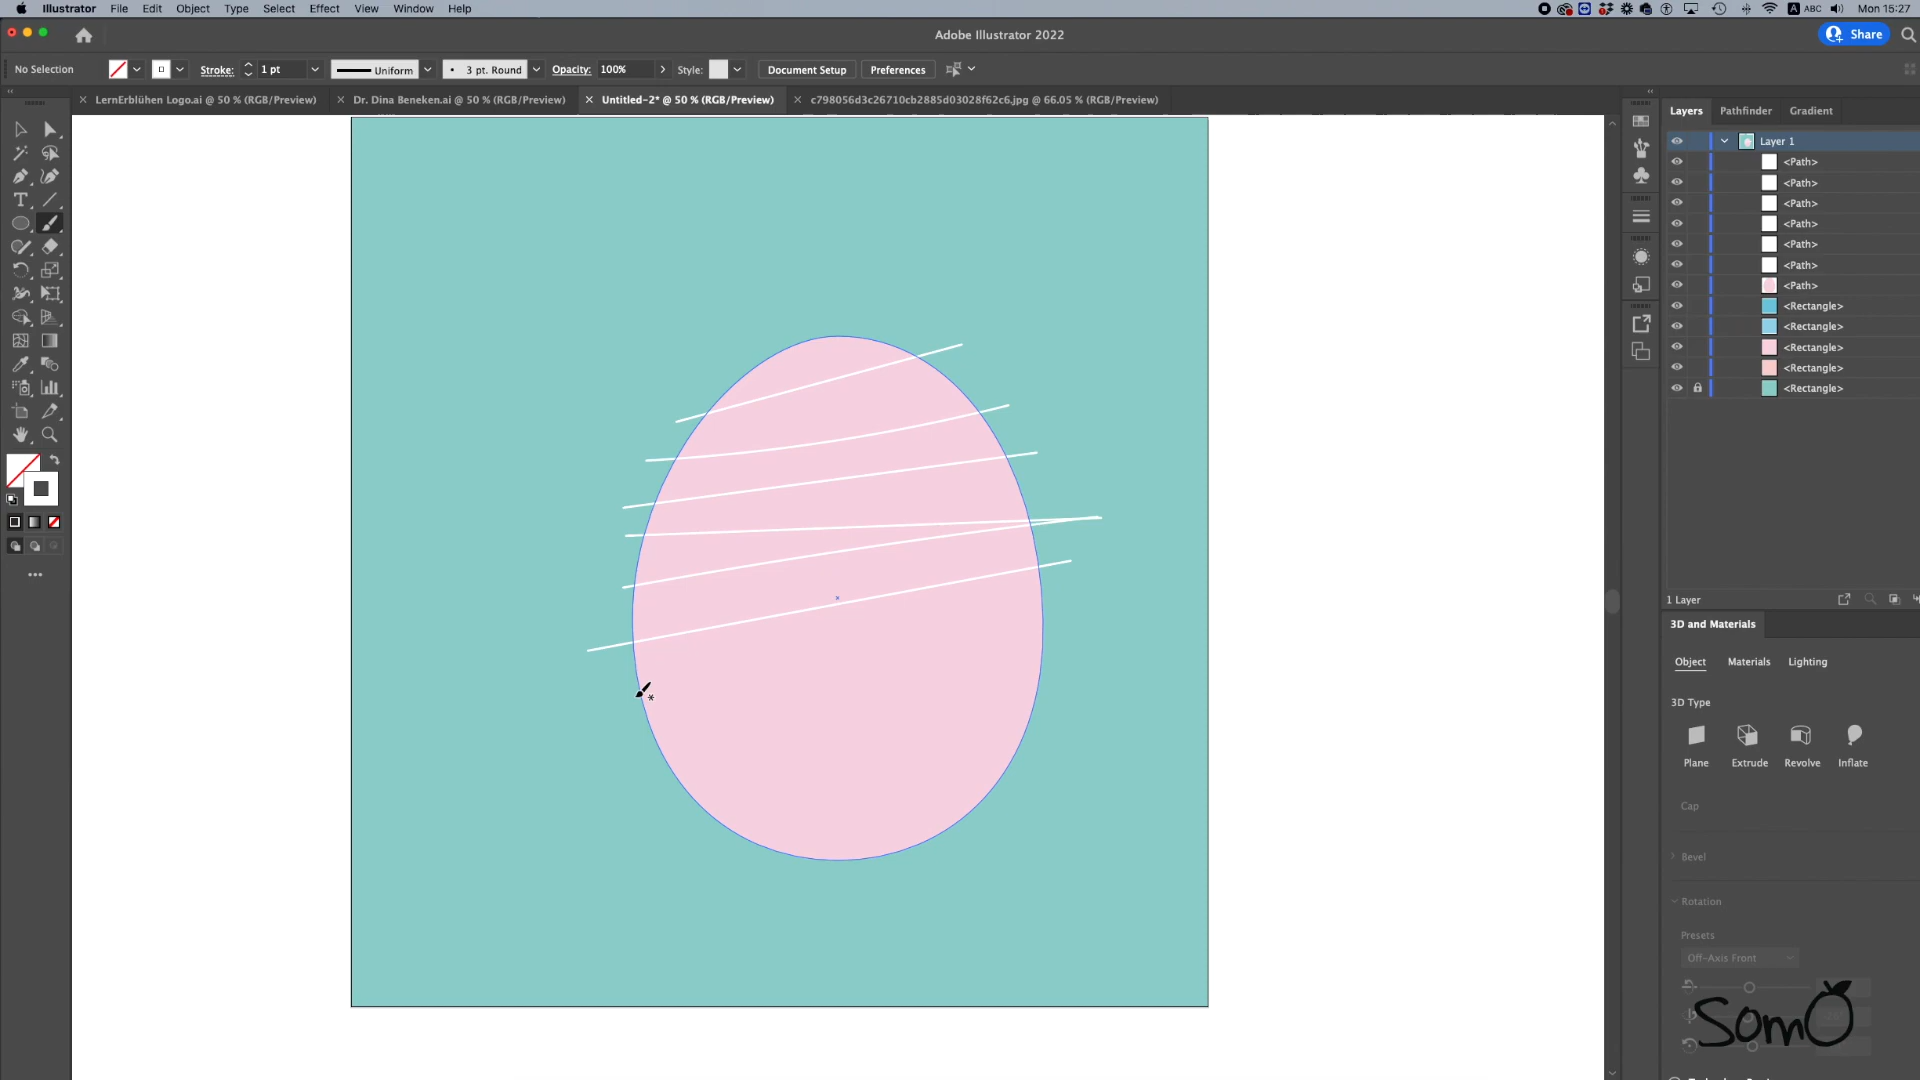 Illustrator File Edit Object Type Select Effect View Window Help
A ABC Mon 15:27
Adobe Illustrator 2022
Share
No Selection
Stroke: 1 pt
Uniform
3 pt. Round
Opacity: 100%
Style:
Document Setup
Preferences
LernErblühen Logo.ai @ 50 % (RGB/Preview)
Dr. Dina Beneken.ai @ 50 % (RGB/Preview)
Untitled-2* @ 50 % (RGB/Preview)
c798056d3c26710cb2885d03028f62c6.jpg @ 66.05 % (RGB/Preview)
Layers Pathfinder Gradient
Layer 1
<Path>
<Path>
<Path>
<Path>
<Path>
<Path>
<Path>
<Rectangle>
<Rectangle>
<Rectangle>
<Rectangle>
<Rectangle>
1 Layer
3D and Materials
Object Materials Lighting
3D Type
Plane Extrude Revolve Inflate
Cap
Bevel
Rotation
Presets
Off-Axis Front
SomO